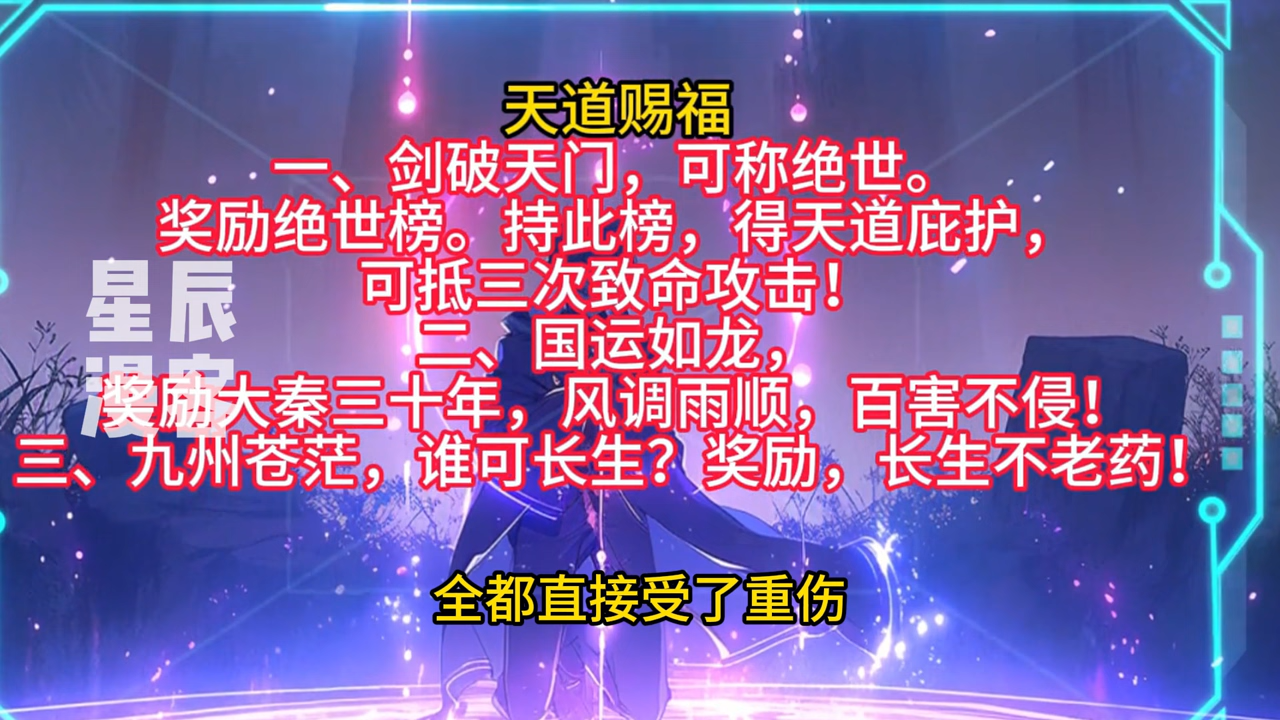 天道赐福
一、剑破天门，可称绝世。
奖励绝世榜。持此榜，得天道庇护，
可抵三次致命攻击！
二、国运如龙，
奖励大秦三十年，风调雨顺，百害不侵！
三、九州苍茫，谁可长生？奖励，长生不老药！
星辰
漫客
全都直接受了重伤